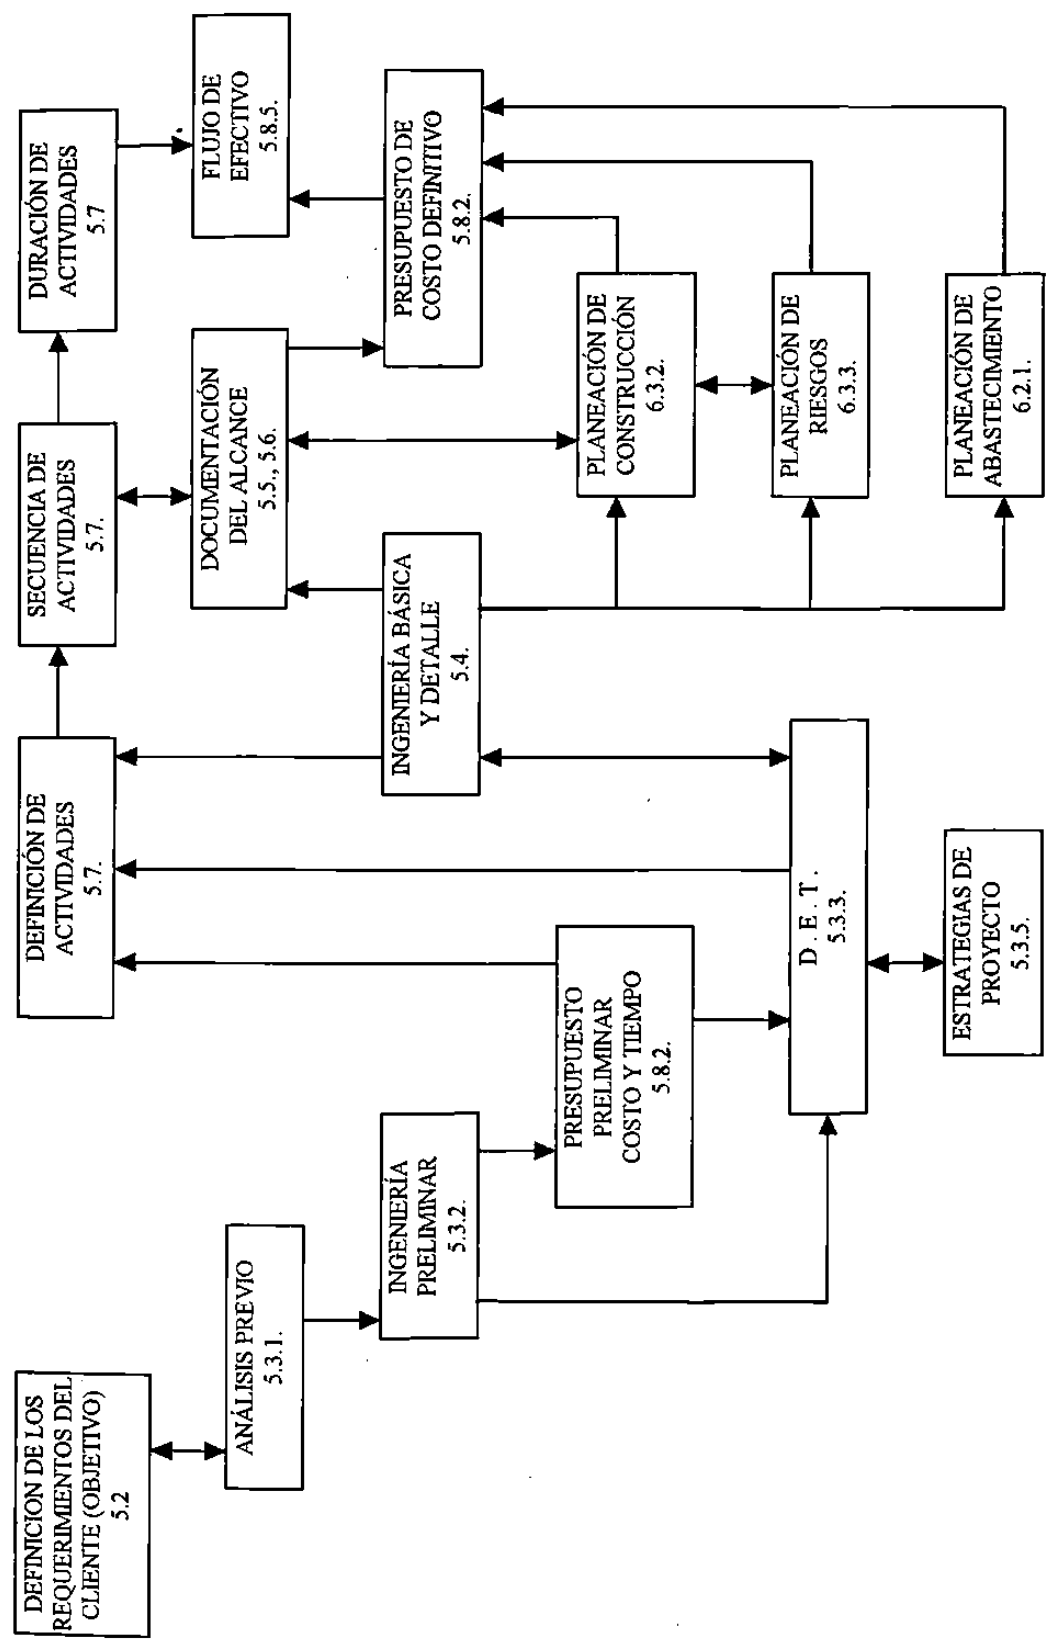 DEFINICION DE LOS
REQUERIMIENTOS DEL
CLIENTE (OBJETIVO)
5.2
ANÁLISIS PREVIO
5.3.1.
INGENIERÍA
PRELIMINAR
5.3.2.
PRESUPUESTO
PRELIMINAR
COSTO Y TIEMPO
5.8.2.
D . E . T .
5.3.3.
ESTRATEGIAS DE
PROYECTO
5.3.5.
DEFINICIÓN DE
ACTIVIDADES
5.7.
SECUENCIA DE
ACTIVIDADES
5.7.
DURACIÓN DE
ACTIVIDADES
5.7
INGENIERÍA BÁSICA
Y DETALLE
5.4.
DOCUMENTACIÓN
DEL ALCANCE
5.5., 5.6.
FLUJO DE
EFECTIVO
5.8.5.
PRESUPUESTO DE
COSTO DEFINITIVO
5.8.2.
PLANEACIÓN DE
CONSTRUCCIÓN
6.3.2.
PLANEACIÓN DE
RIESGOS
6.3.3.
PLANEACIÓN DE
ABASTECIMIENTO
6.2.1.